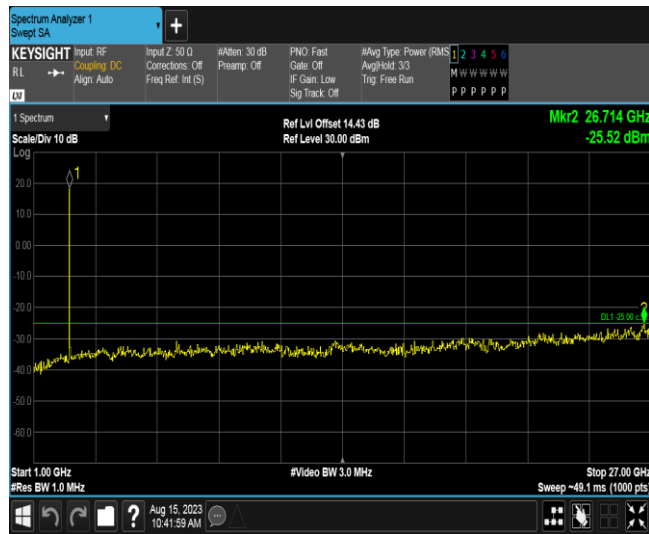 Spectrum Analyzer 1
Swept SA
+
KEYSIGHT Input: RF
RL Coupling: DC
Align: Auto
LXI
Input Z: 50 Ω
Corrections: Off
Freq Ref: Int (S)
#Atten: 30 dB
Preamp: Off
PNO: Fast
Gate: Off
IF Gain: Low
Sig Track: Off
#Avg Type: Power (RMS
Avg|Hold: 3/3
Trig: Free Run
1 2 3 4 5 6
M W W W W W
P P P P P P
1 Spectrum
Scale/Div 10 dB
Log
Ref Lvl Offset 14.43 dB
Ref Level 30.00 dBm
Mkr2 26.714 GHz
-25.52 dBm
1
20.0
10.0
0.00
-10.0
-20.0
2
DL1 -25.00
-30.0
-40.0
-50.0
-60.0
Start 1.00 GHz
#Res BW 1.0 MHz
#Video BW 3.0 MHz
Stop 27.00 GHz
Sweep ~49.1 ms (1000 pts)
?
Aug 15, 2023
10:41:59 AM